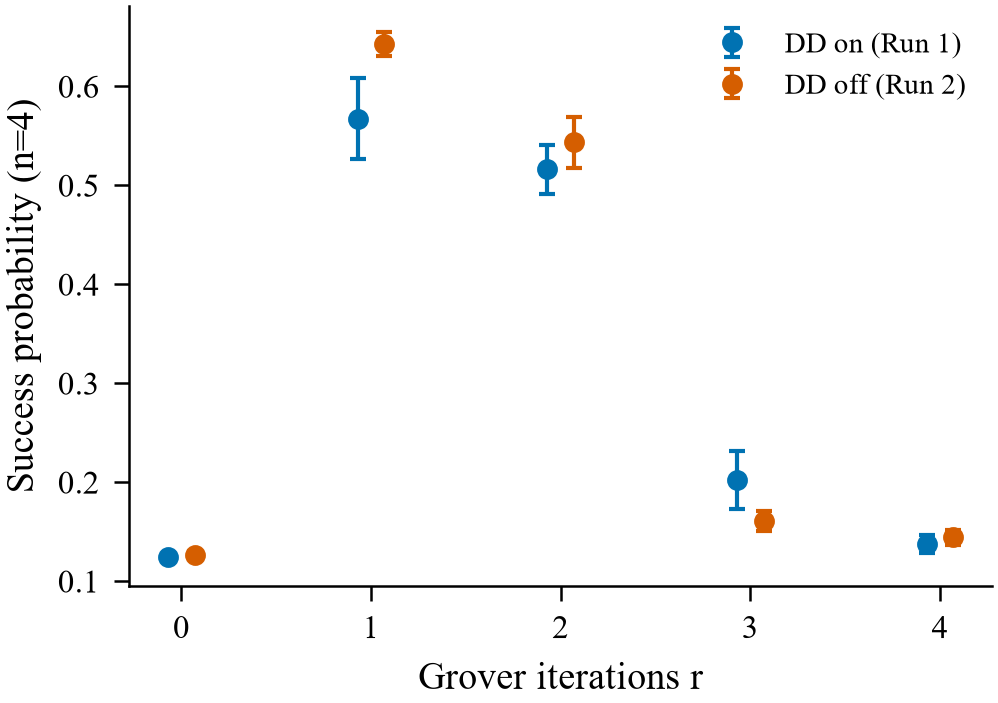 Success probability (n=4)
0.6
0.5
0.4
0.3
0.2
0.1
DD on (Run 1)
DD off (Run 2)
0 1 2 3 4
Grover iterations r